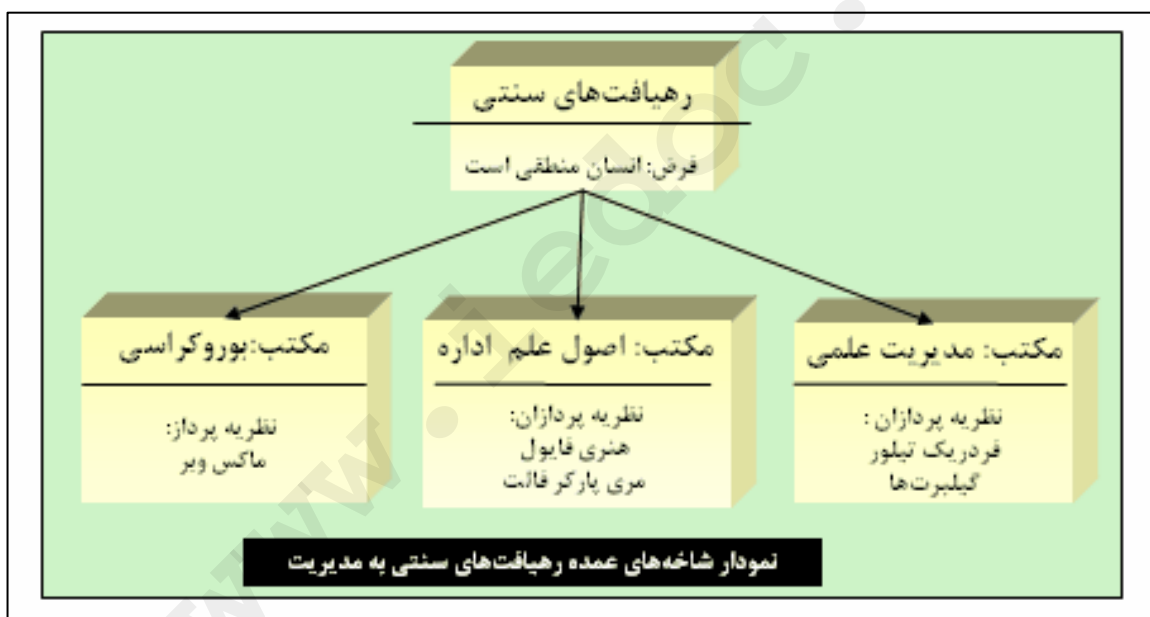 رهیافت‌های سنتی
فرض: انسان منطقی است
مکتب: مدیریت علمی
نظریه پردازان :
فردریک تیلور
گیلبرت‌ها
مکتب: اصول علم اداره
نظریه پردازان:
هنری فایول
مری پارکر فالت
مکتب:بوروکراسی
نظریه پرداز:
ماکس وبر
نمودار شاخه‌های عمده رهیافت‌های سنتی به مدیریت
www.iedoc.